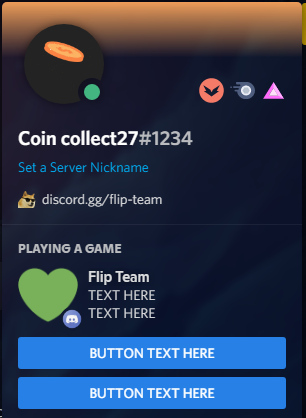 Coin collect27#1234
Set a Server Nickname
discord.gg/flip-team
PLAYING A GAME
Flip Team
TEXT HERE
TEXT HERE
BUTTON TEXT HERE
BUTTON TEXT HERE